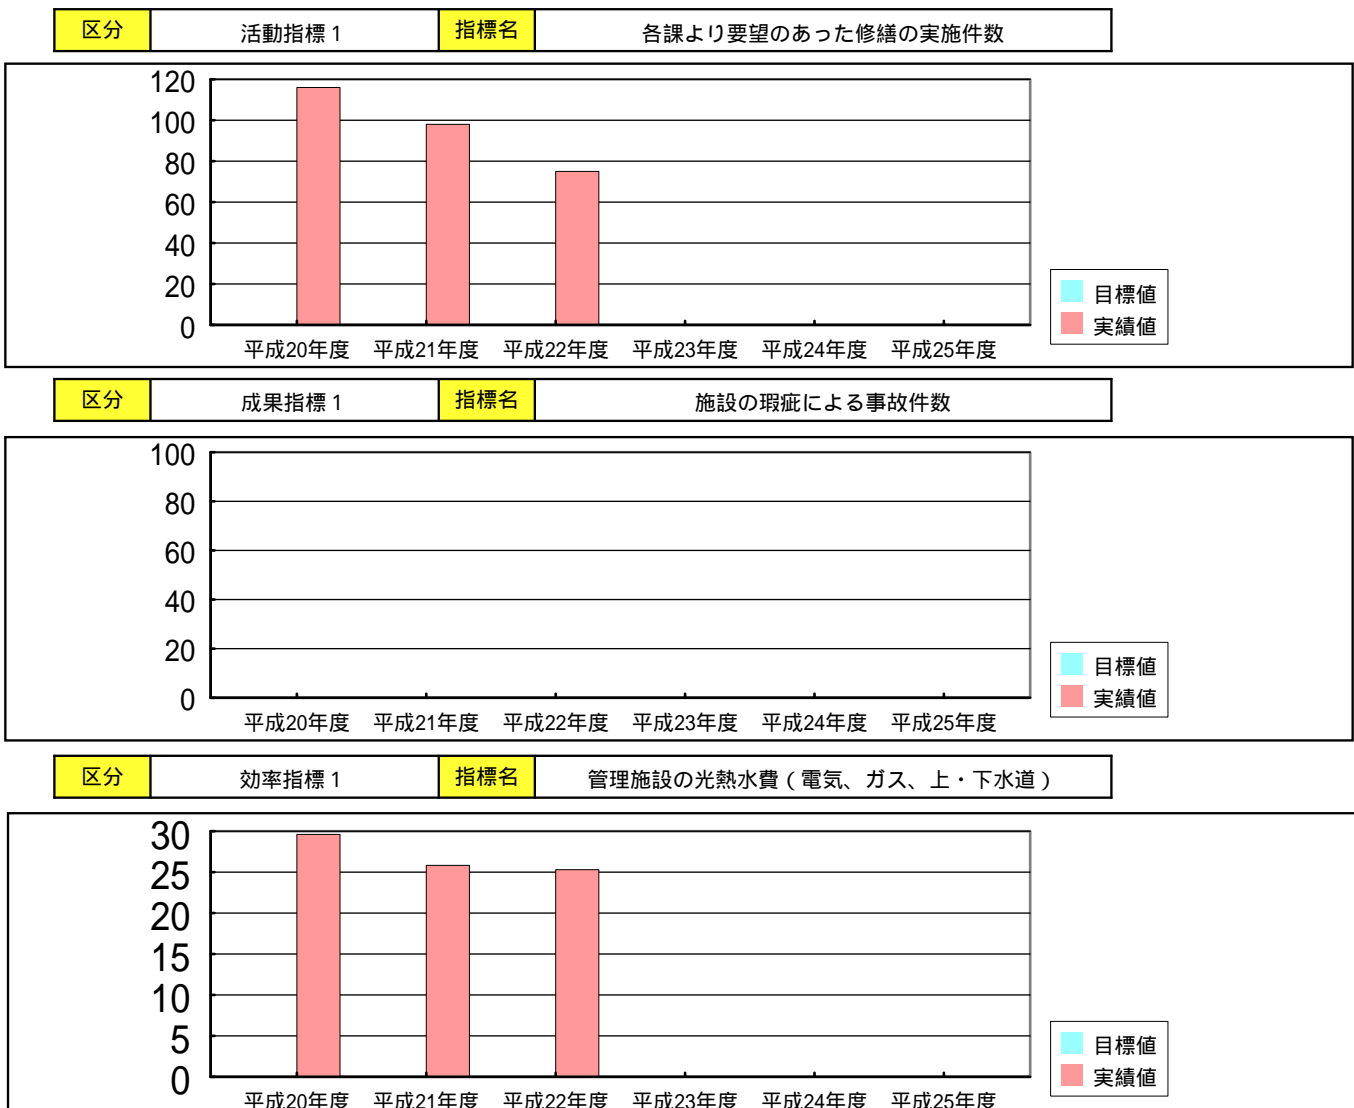 区分 活動指標1 指標名 各課より要望のあった修繕の実施件数
120
100
80
60
40
20
0
平成20年度 平成21年度 平成22年度 平成23年度 平成24年度 平成25年度
目標値
実績値
区分 成果指標1 指標名 施設の瑕疵による事故件数
100
80
60
40
20
0
平成20年度 平成21年度 平成22年度 平成23年度 平成24年度 平成25年度
目標値
実績値
区分 効率指標1 指標名 管理施設の光熱水費(電気、ガス、上・下水道)
30
25
20
15
10
5
0
平成20年度 平成21年度 平成22年度 平成23年度 平成24年度 平成25年度
目標値
実績値